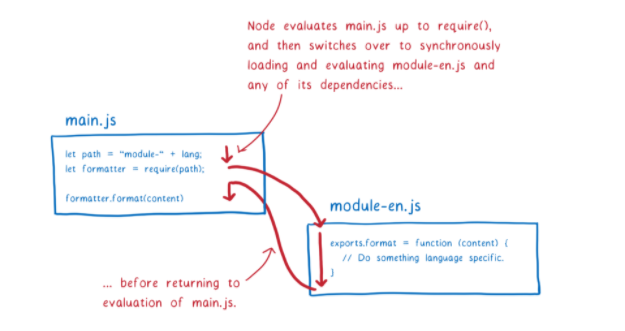 Node evaluates main.js up to require(),
and then switches over to synchronously
loading and evaluating module-en.js and
any of its dependencies...
main.js
let path = "module-" + lang;
let formatter = require(path);
formatter.format(content)
module-en.js
exports.format = function (content) {
// Do something language specific.
}
... before returning to
evaluation of main.js.